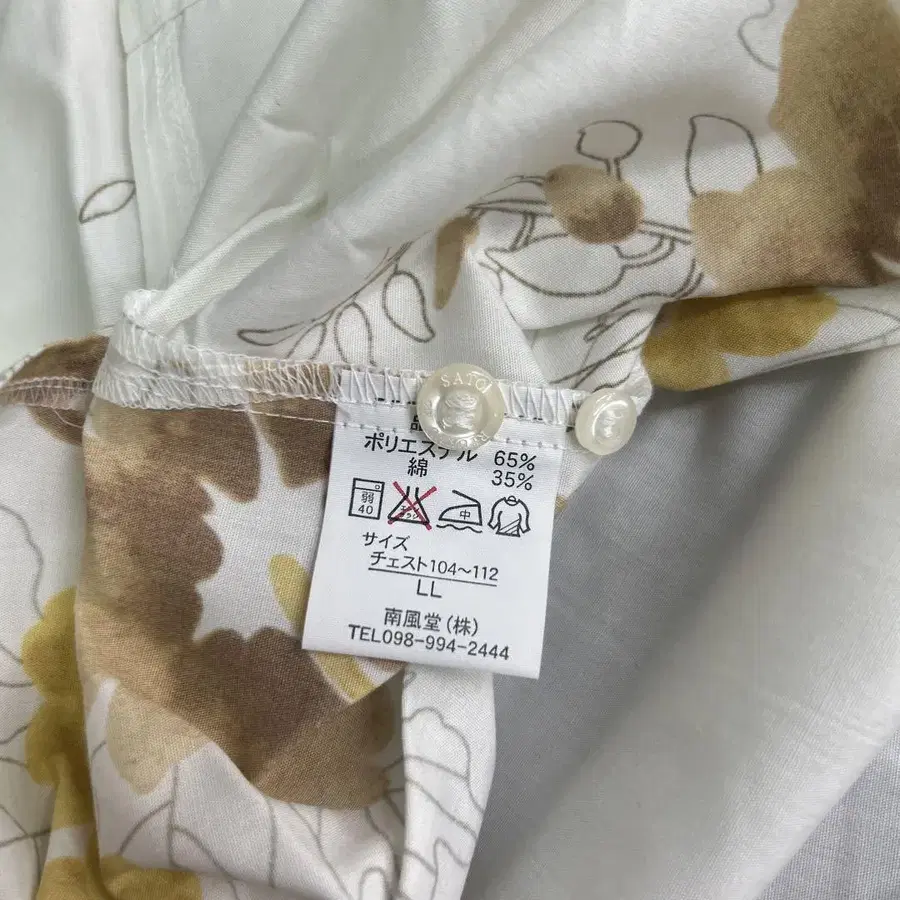 SATO
ポリエステル 65%
綿 35%
弱
40
中
サイズ
チェスト104～112
LL
南風堂(株)
TEL098-994-2444